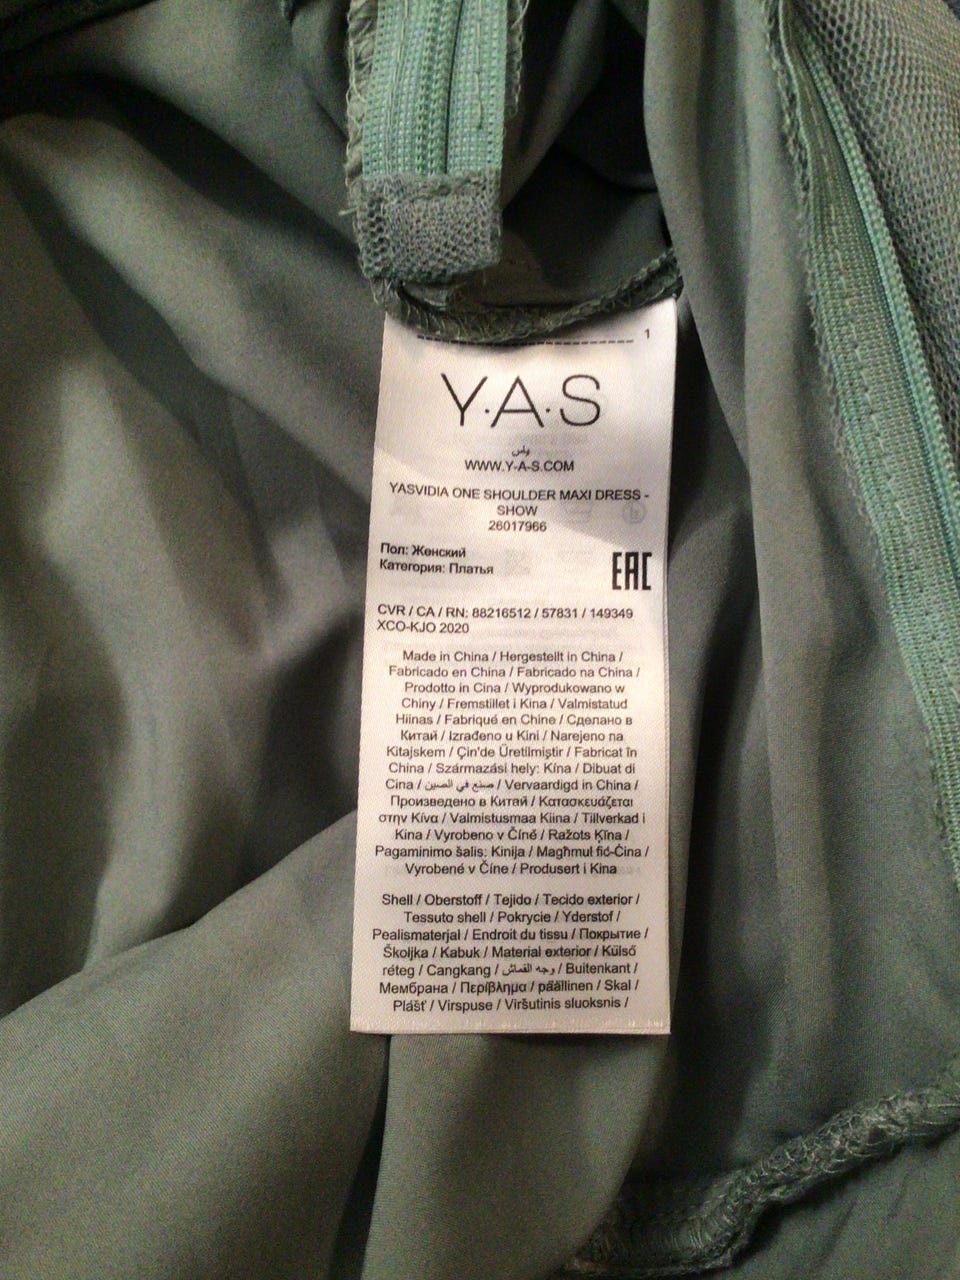 1
Y·A·S
ياس
WWW.Y-A-S.COM
YASVIDIA ONE SHOULDER MAXI DRESS -
SHOW
26017966
Пол: Женский
Категория: Платья
EAC
CVR / CA / RN: 88216512 / 57831 / 149349
XCO-KJO 2020
Made in China / Hergestellt in China /
Fabricado en China / Fabricado na China /
Prodotto in Cina / Wyprodukowano w
Chiny / Fremstillet i Kina / Valmistatud
Hiinas / Fabriqué en Chine / Сделано в
Китай / Izrađeno u Kini / Narejeno na
Kitajskem / Çin'de Üretilmiştir / Fabricat în
China / Származási hely: Kína / Dibuat di
Cina / صنع في الصين / Vervaardigd in China /
Произведено в Китай / Κατασκευάζεται
στην Κίνα / Valmistusmaa Kiina / Tillverkad i
Kina / Vyrobeno v Číně / Ražots Ķīna /
Pagaminimo šalis: Kinija / Magħmul fiċ-Ċina /
Vyrobené v Číne / Produsert i Kina
Shell / Oberstoff / Tejido / Tecido exterior /
Tessuto shell / Pokrycie / Yderstof /
Pealismaterjal / Endroit du tissu / Покрытие /
Školjka / Kabuk / Material exterior / Külső
réteg / Cangkang / وجه القماش / Buitenkant /
Мембрана / Περίβλημα / päällinen / Skal /
Plášť / Virspuse / Viršutinis sluoksnis /